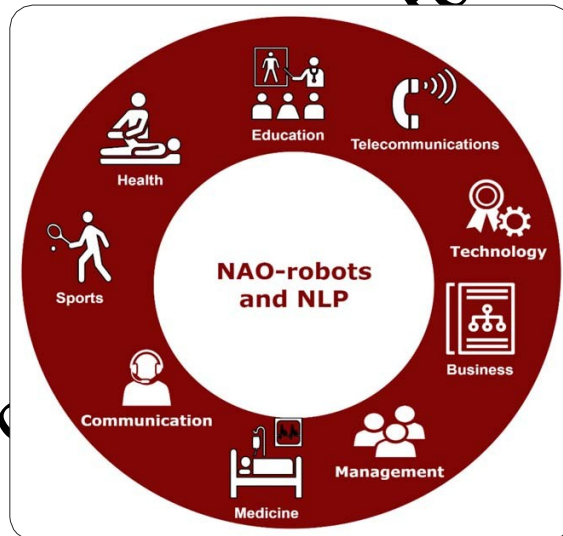 Education
Telecommunications
Health
Technology
Sports
NAO-robots
and NLP
Business
Communication
Management
Medicine